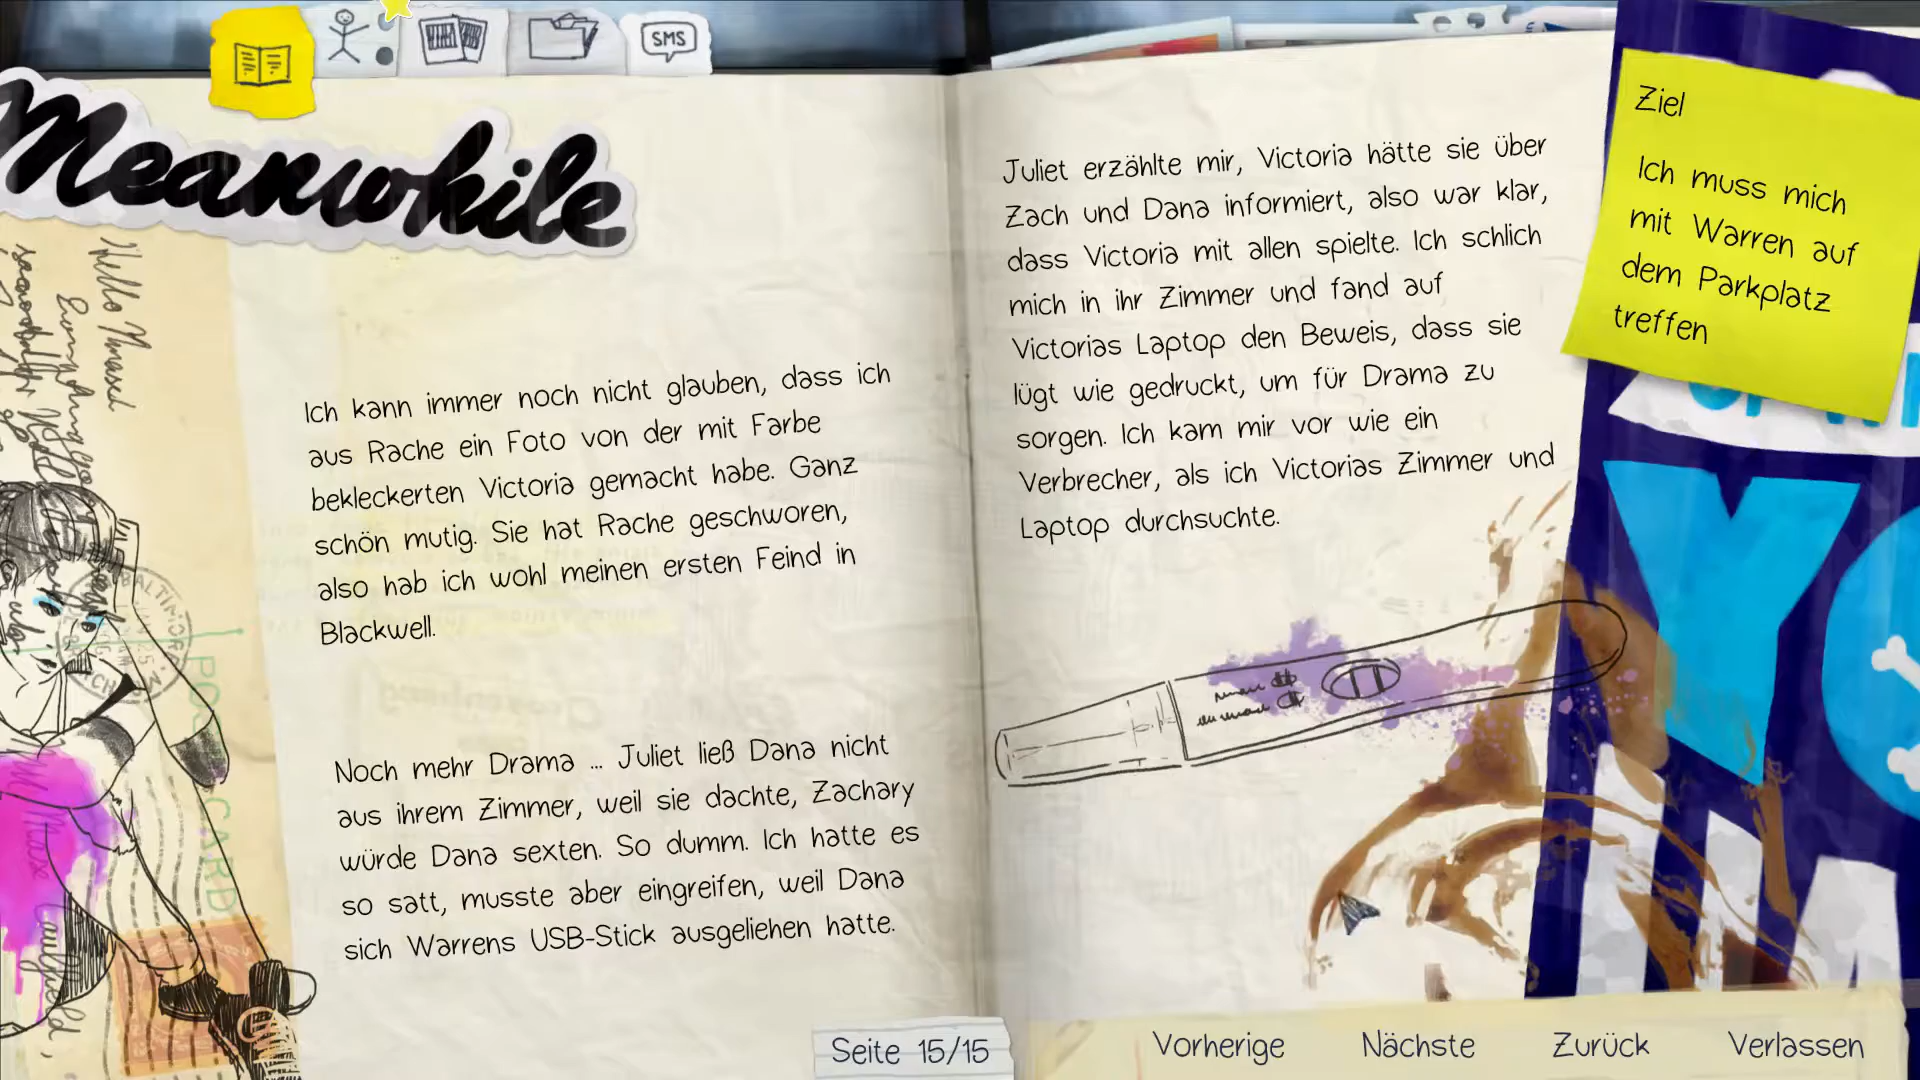 SMS
Meanwhile
Ich kann immer noch nicht glauben, dass ich
aus Rache ein Foto von der mit Farbe
bekleckerten Victoria gemacht habe. Ganz
schön mutig. Sie hat Rache geschworen,
also hab ich wohl meinen ersten Feind in
Blackwell.
Noch mehr Drama ... Juliet ließ Dana nicht
aus ihrem Zimmer, weil sie dachte, Zachary
würde Dana sexten. So dumm. Ich hatte es
so satt, musste aber eingreifen, weil Dana
sich Warrens USB-Stick ausgeliehen hatte.
Juliet erzählte mir, Victoria hätte sie über
Zach und Dana informiert, also war klar,
dass Victoria mit allen spielte. Ich schlich
mich in ihr Zimmer und fand auf
Victorias Laptop den Beweis, dass sie
lügt wie gedruckt, um für Drama zu
sorgen. Ich kam mir vor wie ein
Verbrecher, als ich Victorias Zimmer und
Laptop durchsuchte.
Ziel
Ich muss mich
mit Warren auf
dem Parkplatz
treffen
Seite 15/15
Vorherige
Nächste
Zurück
Verlassen